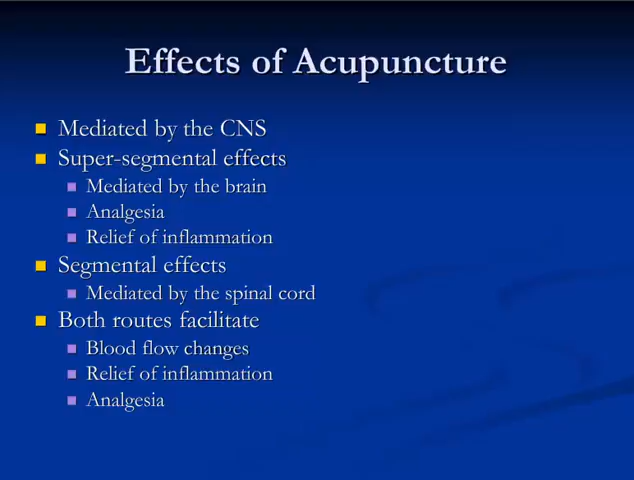 Effects of Acupuncture
Mediated by the CNS
Super-segmental effects
Mediated by the brain
Analgesia
Relief of inflammation
Segmental effects
Mediated by the spinal cord
Both routes facilitate
Blood flow changes
Relief of inflammation
Analgesia